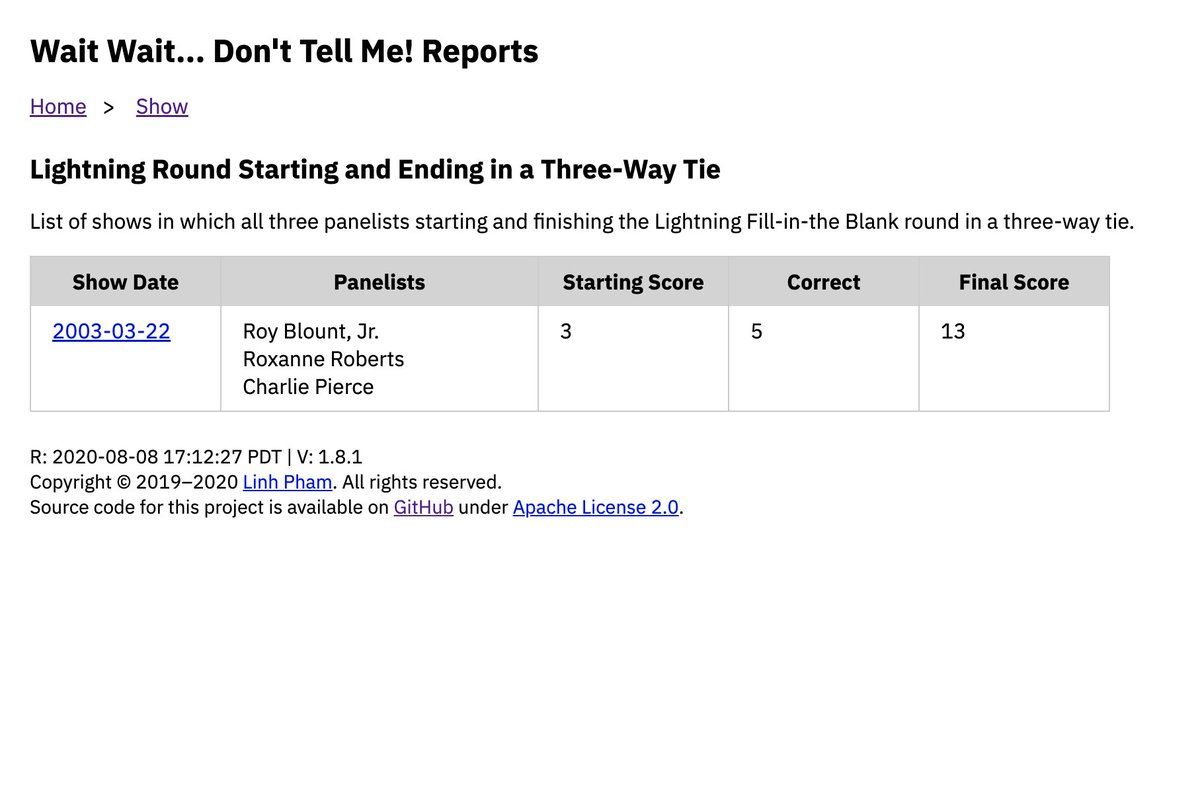 Wait Wait... Don't Tell Me! Reports
Home > Show
Lightning Round Starting and Ending in a Three-Way Tie
List of shows in which all three panelists starting and finishing the Lightning Fill-in-the Blank round in a three-way tie.
Show Date Panelists Starting Score Correct Final Score
2003-03-22 Roy Blount, Jr. 3 5 13
Roxanne Roberts
Charlie Pierce
R: 2020-08-08 17:12:27 PDT | V: 1.8.1
Copyright © 2019–2020 Linh Pham. All rights reserved.
Source code for this project is available on GitHub under Apache License 2.0.